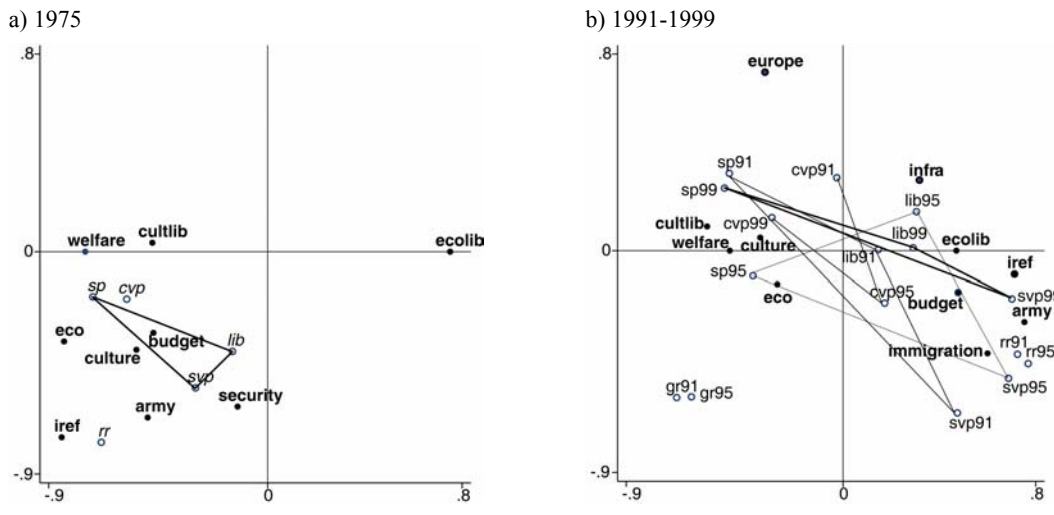 a) 1975
b) 1991-1999
.8
welfare
cultlib
ecolib
sp
cvp
eco
budget
culture
lib
svp
security
army
iref
rr
-.9
-.9
0
.8
0
.8
europe
sp91
cvp91
infra
sp99
lib95
cultlib
cvp99
lib99
welfare
culture
ecolib
lib91
iref
sp95
eco
cvp95
budget
svp99
army
immigration
rr91
rr95
svp95
gr91
gr95
svp91
-.9
-.9
0
.8
0